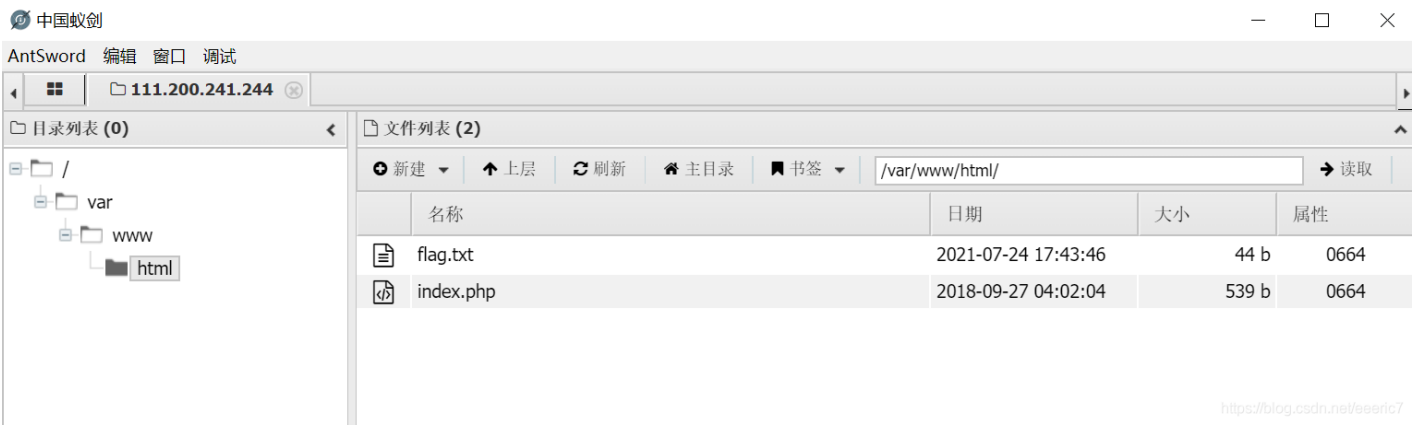 中国蚁剑
AntSword 编辑 窗口 调试
111.200.241.244
目录列表 (0)
文件列表 (2)
新建 上层 刷新 主目录 书签 /var/www/html/ 读取
/
var
www
html
名称 日期 大小 属性
flag.txt 2021-07-24 17:43:46 44 b 0664
index.php 2018-09-27 04:02:04 539 b 0664
https://blog.csdn.net/eeeric7